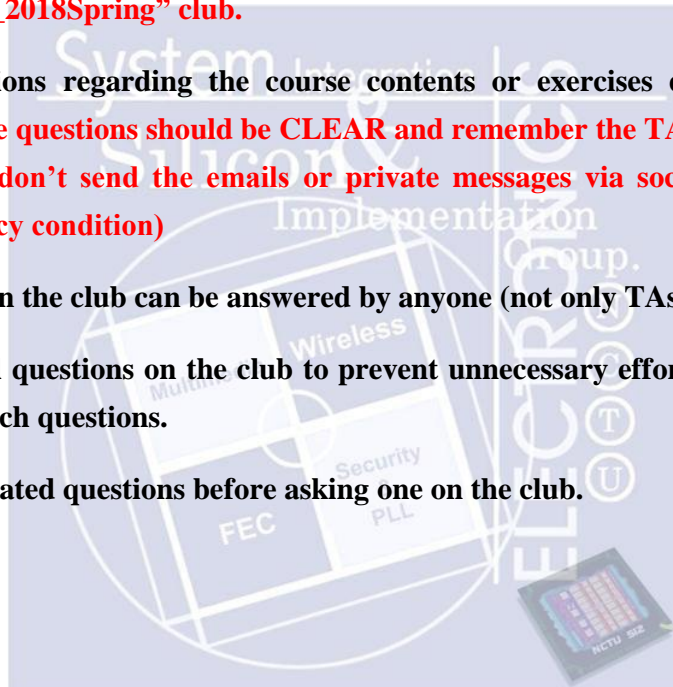 _2018Spring” club.
System Integration
ions regarding the course contents or exercises
&
e questions should be CLEAR and remember the TA
Silicon
don’t send the emails or private messages via soc
Implementation
cy condition)
Group.
n the club can be answered by anyone (not only TAs
Wireless
questions on the club to prevent unnecessary effor
ch questions.
Security
&
PLL
ated questions before asking one on the club.
FEC
ELECTRONICS
NCTU
NCTU SI2